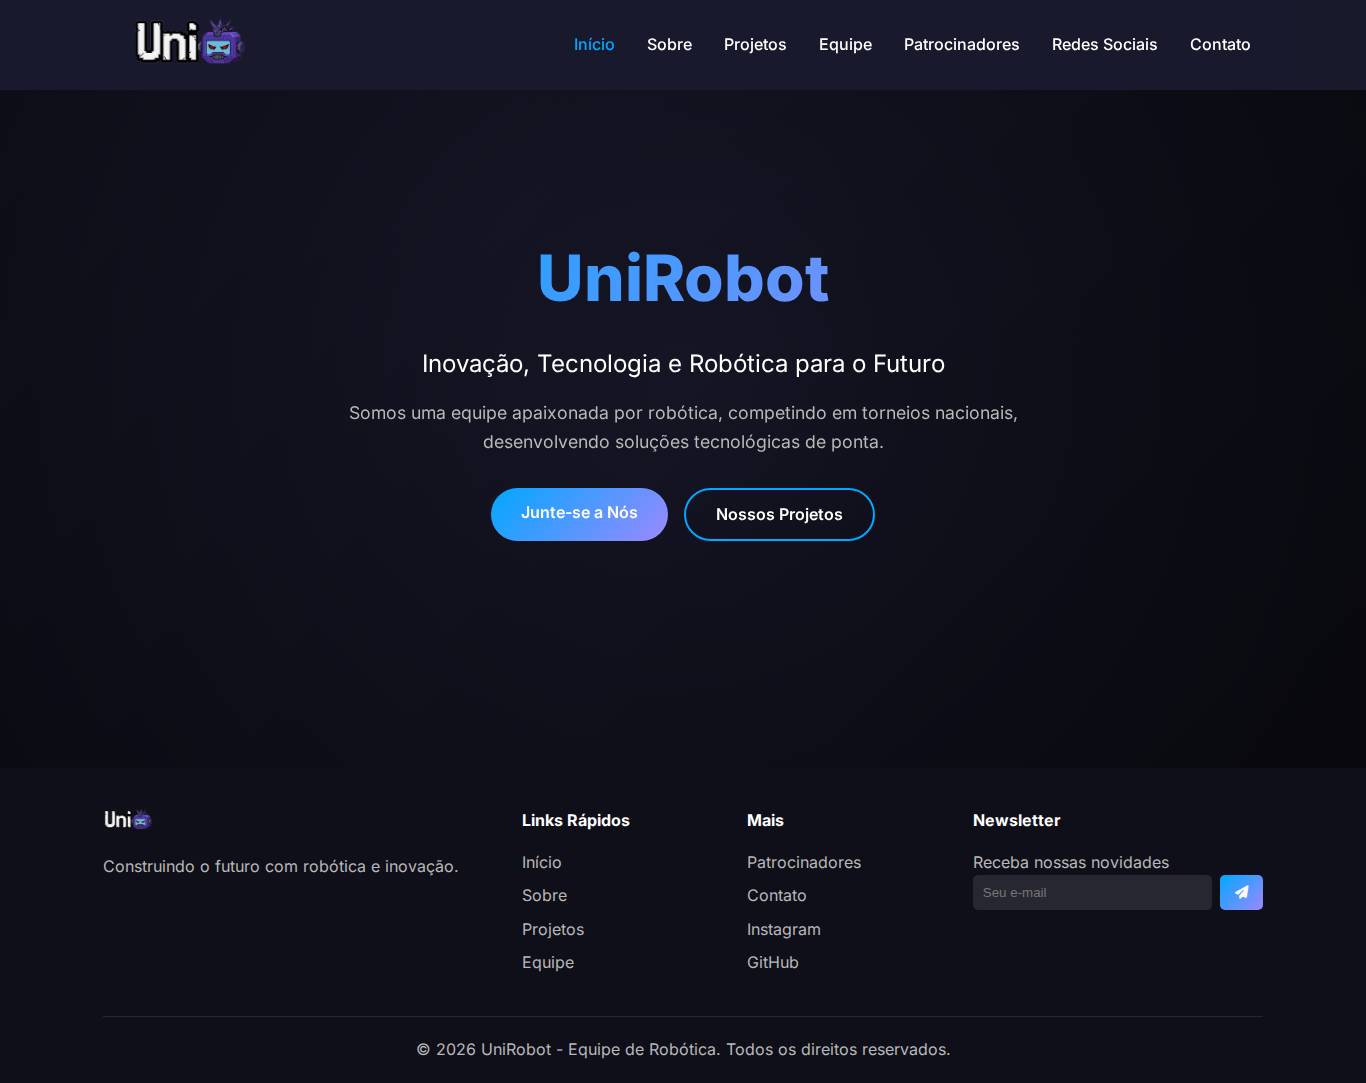 Uni
Início Sobre Projetos Equipe Patrocinadores Redes Sociais Contato
UniRobot
Inovação, Tecnologia e Robótica para o Futuro
Somos uma equipe apaixonada por robótica, competindo em torneios nacionais,
desenvolvendo soluções tecnológicas de ponta.
Junte-se a Nós
Nossos Projetos
Uni
Construindo o futuro com robótica e inovação.
Links Rápidos
Início
Sobre
Projetos
Equipe
Mais
Patrocinadores
Contato
Instagram
GitHub
Newsletter
Receba nossas novidades
Seu e-mail
© 2026 UniRobot - Equipe de Robótica. Todos os direitos reservados.